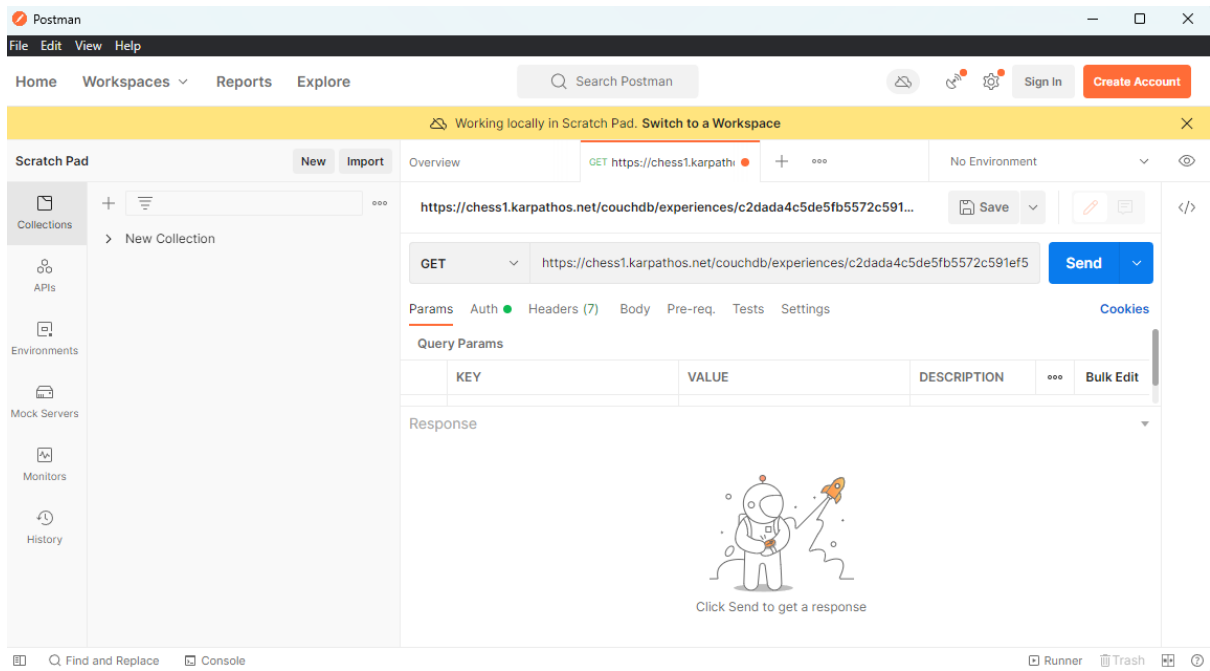 Postman
File Edit View Help
Home Workspaces Reports Explore Search Postman Sign In Create Account
Working locally in Scratch Pad. Switch to a Workspace
Scratch Pad New Import Overview GET https://chess1.karpath No Environment
Collections
New Collection
APIs
Environments
Mock Servers
Monitors
History
https://chess1.karpathos.net/couchdb/experiences/c2dada4c5de5fb5572c591... Save
GET https://chess1.karpathos.net/couchdb/experiences/c2dada4c5de5fb5572c591ef5 Send
Params Auth Headers (7) Body Pre-req. Tests Settings Cookies
Query Params
KEY VALUE DESCRIPTION Bulk Edit
Response
Click Send to get a response
Find and Replace Console Runner Trash